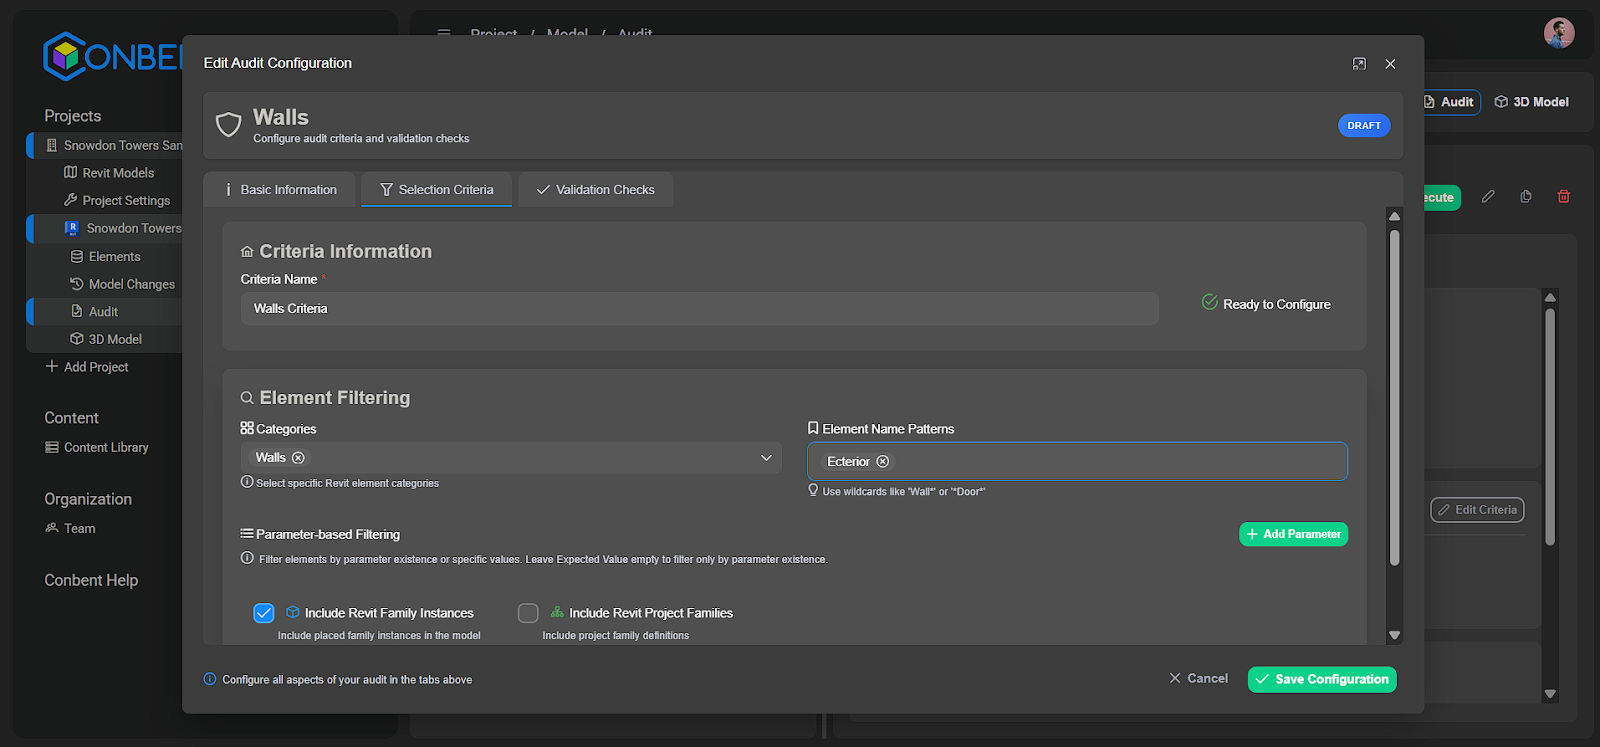 CONBE
Project / Model / Audit
Edit Audit Configuration
Walls
Configure audit criteria and validation checks
DRAFT
Audit
3D Model
Projects
Snowdon Towers San
Revit Models
Project Settings
Snowdon Towers
Elements
Model Changes
Audit
3D Model
+ Add Project
Content
Content Library
Organization
Team
Conbent Help
Basic Information
Selection Criteria
Validation Checks
ecute
Criteria Information
Criteria Name *
Walls Criteria
Ready to Configure
Element Filtering
Categories
Walls
Select specific Revit element categories
Element Name Patterns
Ecterior
Use wildcards like 'Wall*' or '*Door*'
Parameter-based Filtering
+ Add Parameter
Filter elements by parameter existence or specific values. Leave Expected Value empty to filter only by parameter existence.
Include Revit Family Instances
Include placed family instances in the model
Include Revit Project Families
Include project family definitions
Edit Criteria
Configure all aspects of your audit in the tabs above
Cancel
Save Configuration